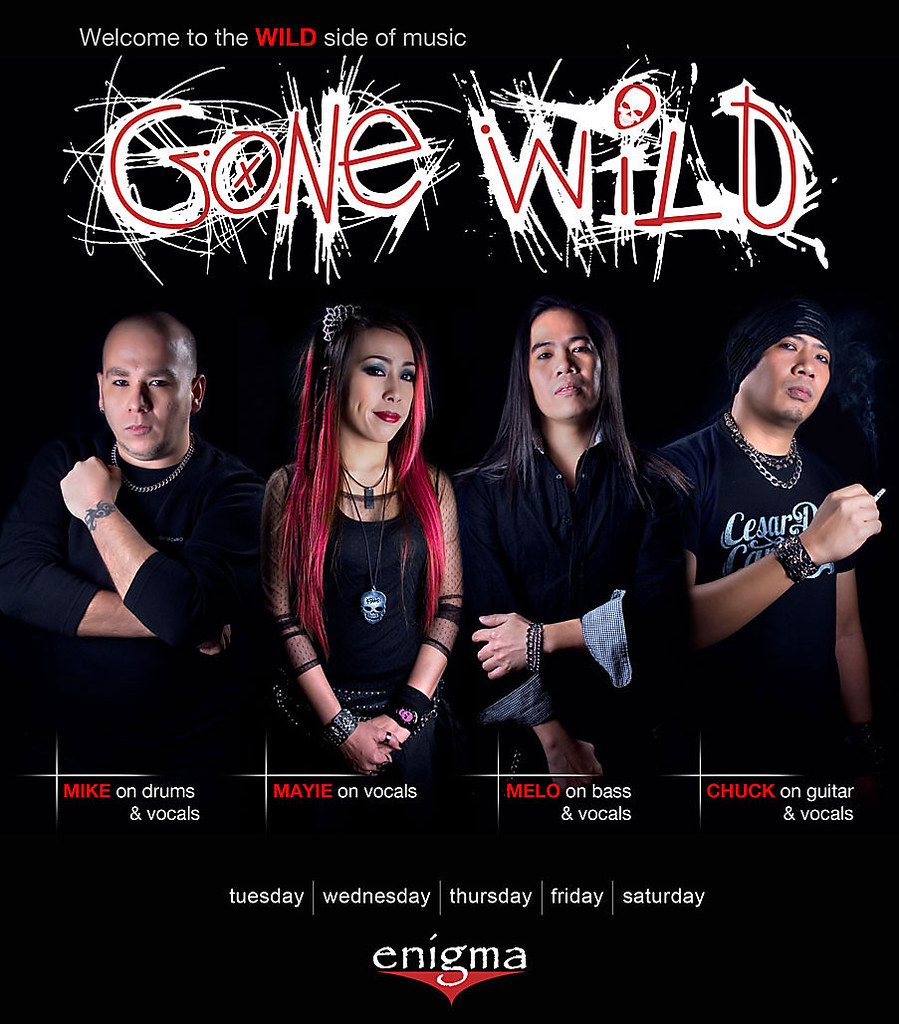 Welcome to the WILD side of music
GONE WiLD
Cesar
MIKE on drums
& vocals
MAYIE on vocals
MELO on bass
& vocals
CHUCK on guitar
& vocals
tuesday | wednesday | thursday | friday | saturday
enigma